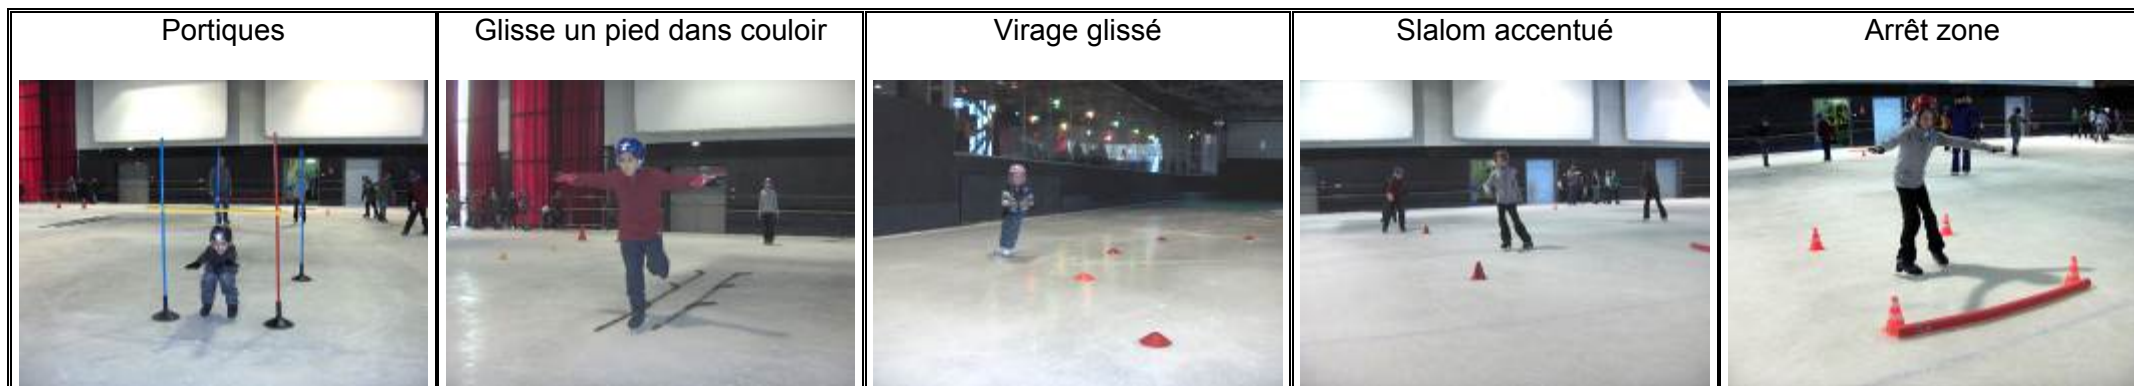 Portiques
Glisse un pied dans couloir
Virage glissé
Slalom accentué
Arrêt zone